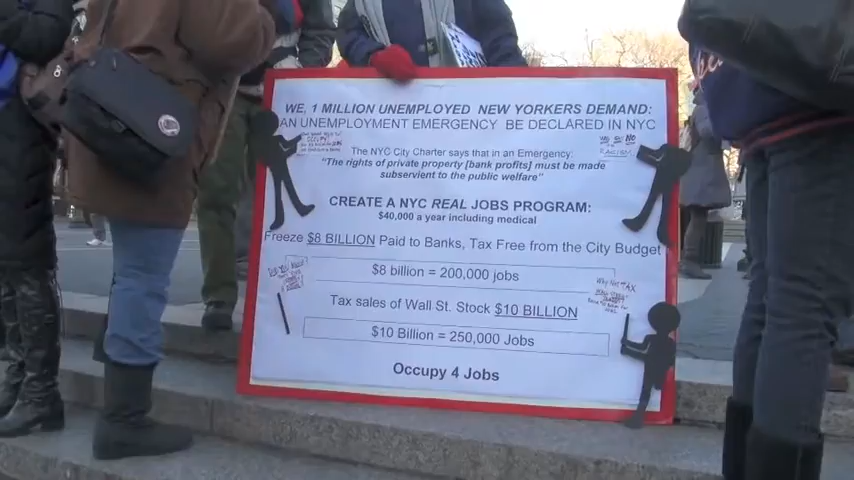 WE, 1 MILLION UNEMPLOYED NEW YORKERS DEMAND:
AN UNEMPLOYMENT EMERGENCY BE DECLARED IN NYC
The NYC City Charter says that in an Emergency:
"The rights of private property [bank profits] must be made
subservient to the public welfare"
CREATE A NYC REAL JOBS PROGRAM:
$40,000 a year including medical
Freeze $8 BILLION Paid to Banks, Tax Free from the City Budget
$8 billion = 200,000 jobs
Tax sales of Wall St. Stock $10 BILLION
$10 Billion = 250,000 Jobs
Occupy 4 Jobs